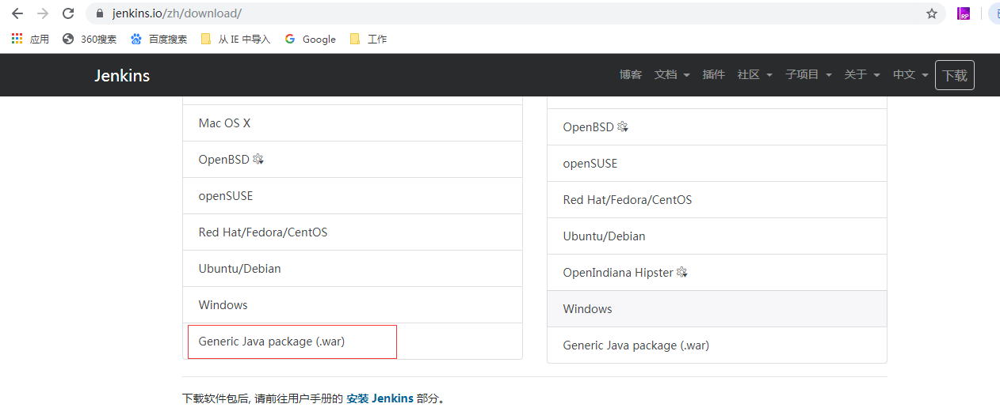 jenkins.io/zh/download/
应用 360搜索 百度搜索 从 IE 中导入 Google 工作
Jenkins 博客 文档 插件 社区 子项目 关于 中文 下载
Mac OS X
OpenBSD
openSUSE
Red Hat/Fedora/CentOS
Ubuntu/Debian
Windows
Generic Java package (.war)
OpenBSD
openSUSE
Red Hat/Fedora/CentOS
Ubuntu/Debian
OpenIndiana Hipster
Windows
Generic Java package (.war)
下载软件包后, 请前往用户手册的 安装 Jenkins 部分。